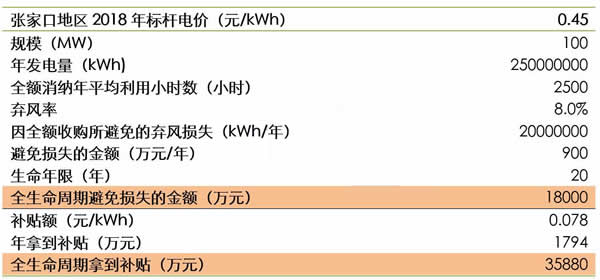 张家口地区 2018 年标杆电价（元/kWh） 0.45
规模（MW） 100
年发电量（kWh) 250000000
全额消纳年平均利用小时数（小时） 2500
弃风率 8.0%
因全额收购所避免的弃风损失（kWh/年） 20000000
避免损失的金额（万元/年） 900
生命年限（年） 20
全生命周期避免损失的金额（万元） 18000
补贴额（元/kWh） 0.078
年拿到补贴（万元） 1794
全生命周期拿到补贴（万元） 35880